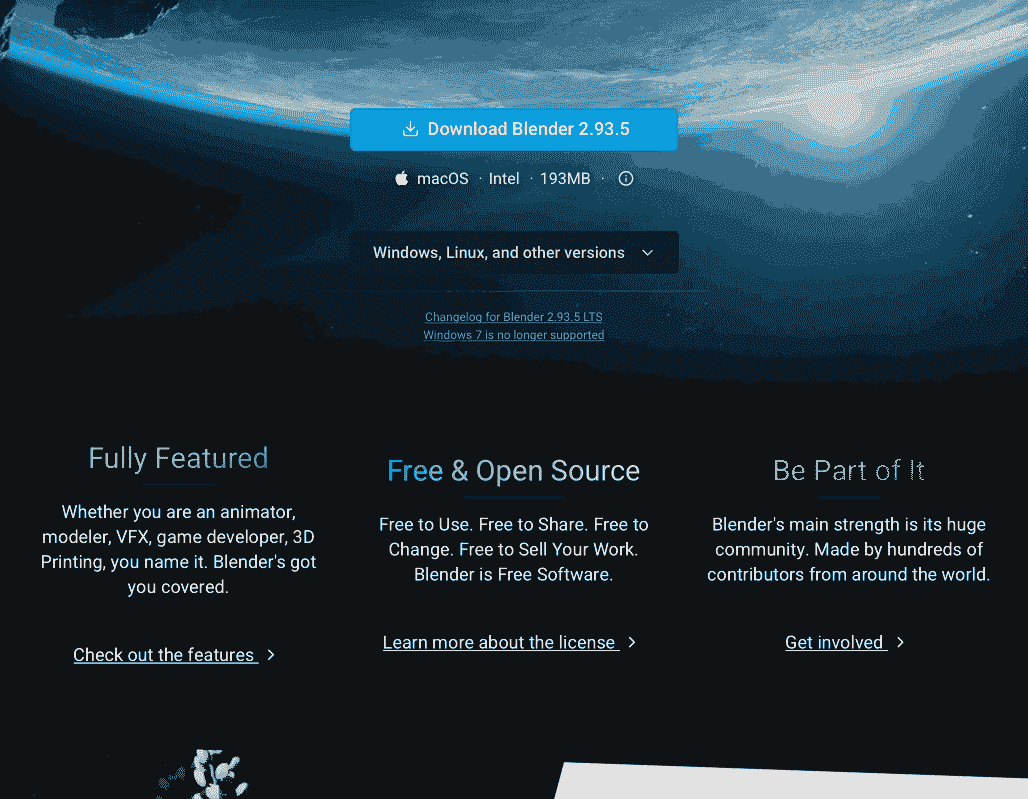 Download Blender 2.93.5
macOS · Intel · 193MB ·
Windows, Linux, and other versions
Changelog for Blender 2.93.5 LTS
Windows 7 is no longer supported
Fully Featured
Whether you are an animator,
modeler, VFX, game developer, 3D
Printing, you name it. Blender's got
you covered.
Check out the features
Free & Open Source
Free to Use. Free to Share. Free to
Change. Free to Sell Your Work.
Blender is Free Software.
Learn more about the license
Be Part of It
Blender's main strength is its huge
community. Made by hundreds of
contributors from around the world.
Get involved